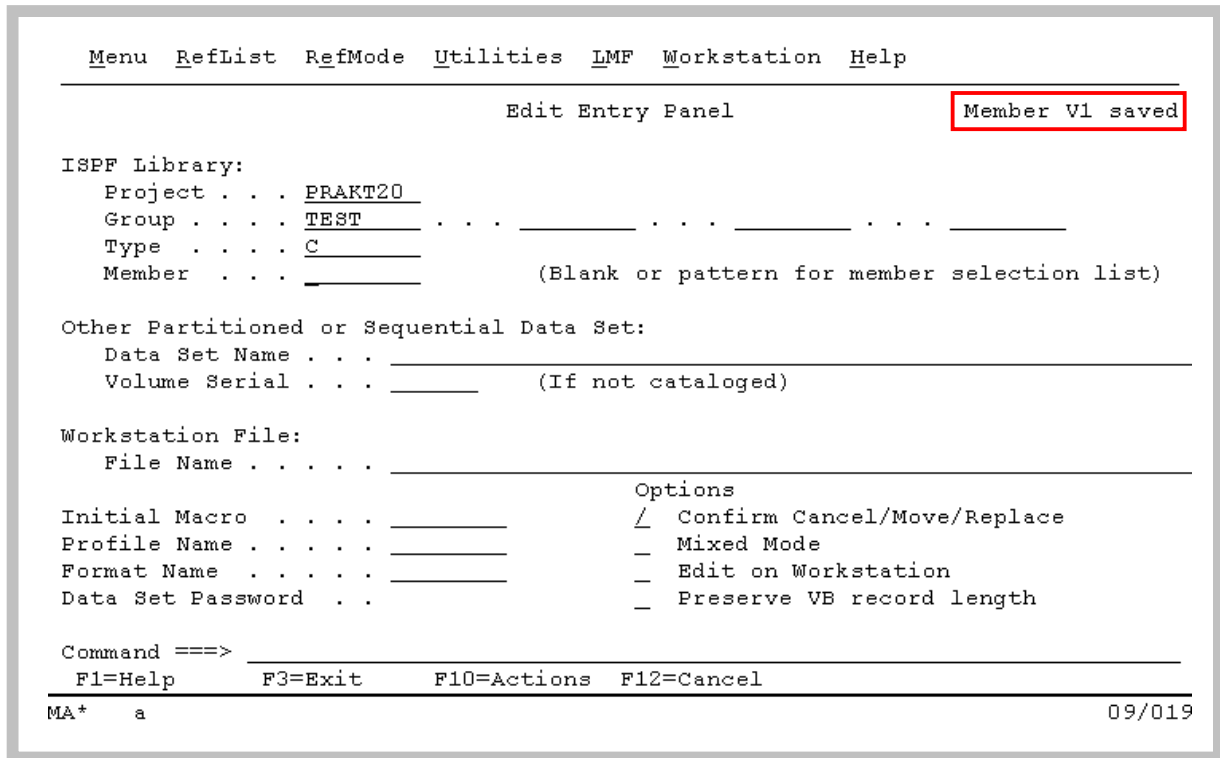 Menu RefList RefMode Utilities LMF Workstation Help
Edit Entry Panel Member V1 saved
ISPF Library:
Project . . . PRAKT20
Group . . . . TEST . . . . . . . . .
Type . . . . C
Member . . . (Blank or pattern for member selection list)
Other Partitioned or Sequential Data Set:
Data Set Name . . .
Volume Serial . . . (If not cataloged)
Workstation File:
File Name . . . . .
Options
Initial Macro . . . . / Confirm Cancel/Move/Replace
Profile Name . . . . . Mixed Mode
Format Name . . . . . Edit on Workstation
Data Set Password . . Preserve VB record length
Command ===>
F1=Help F3=Exit F10=Actions F12=Cancel
MA* a 09/019